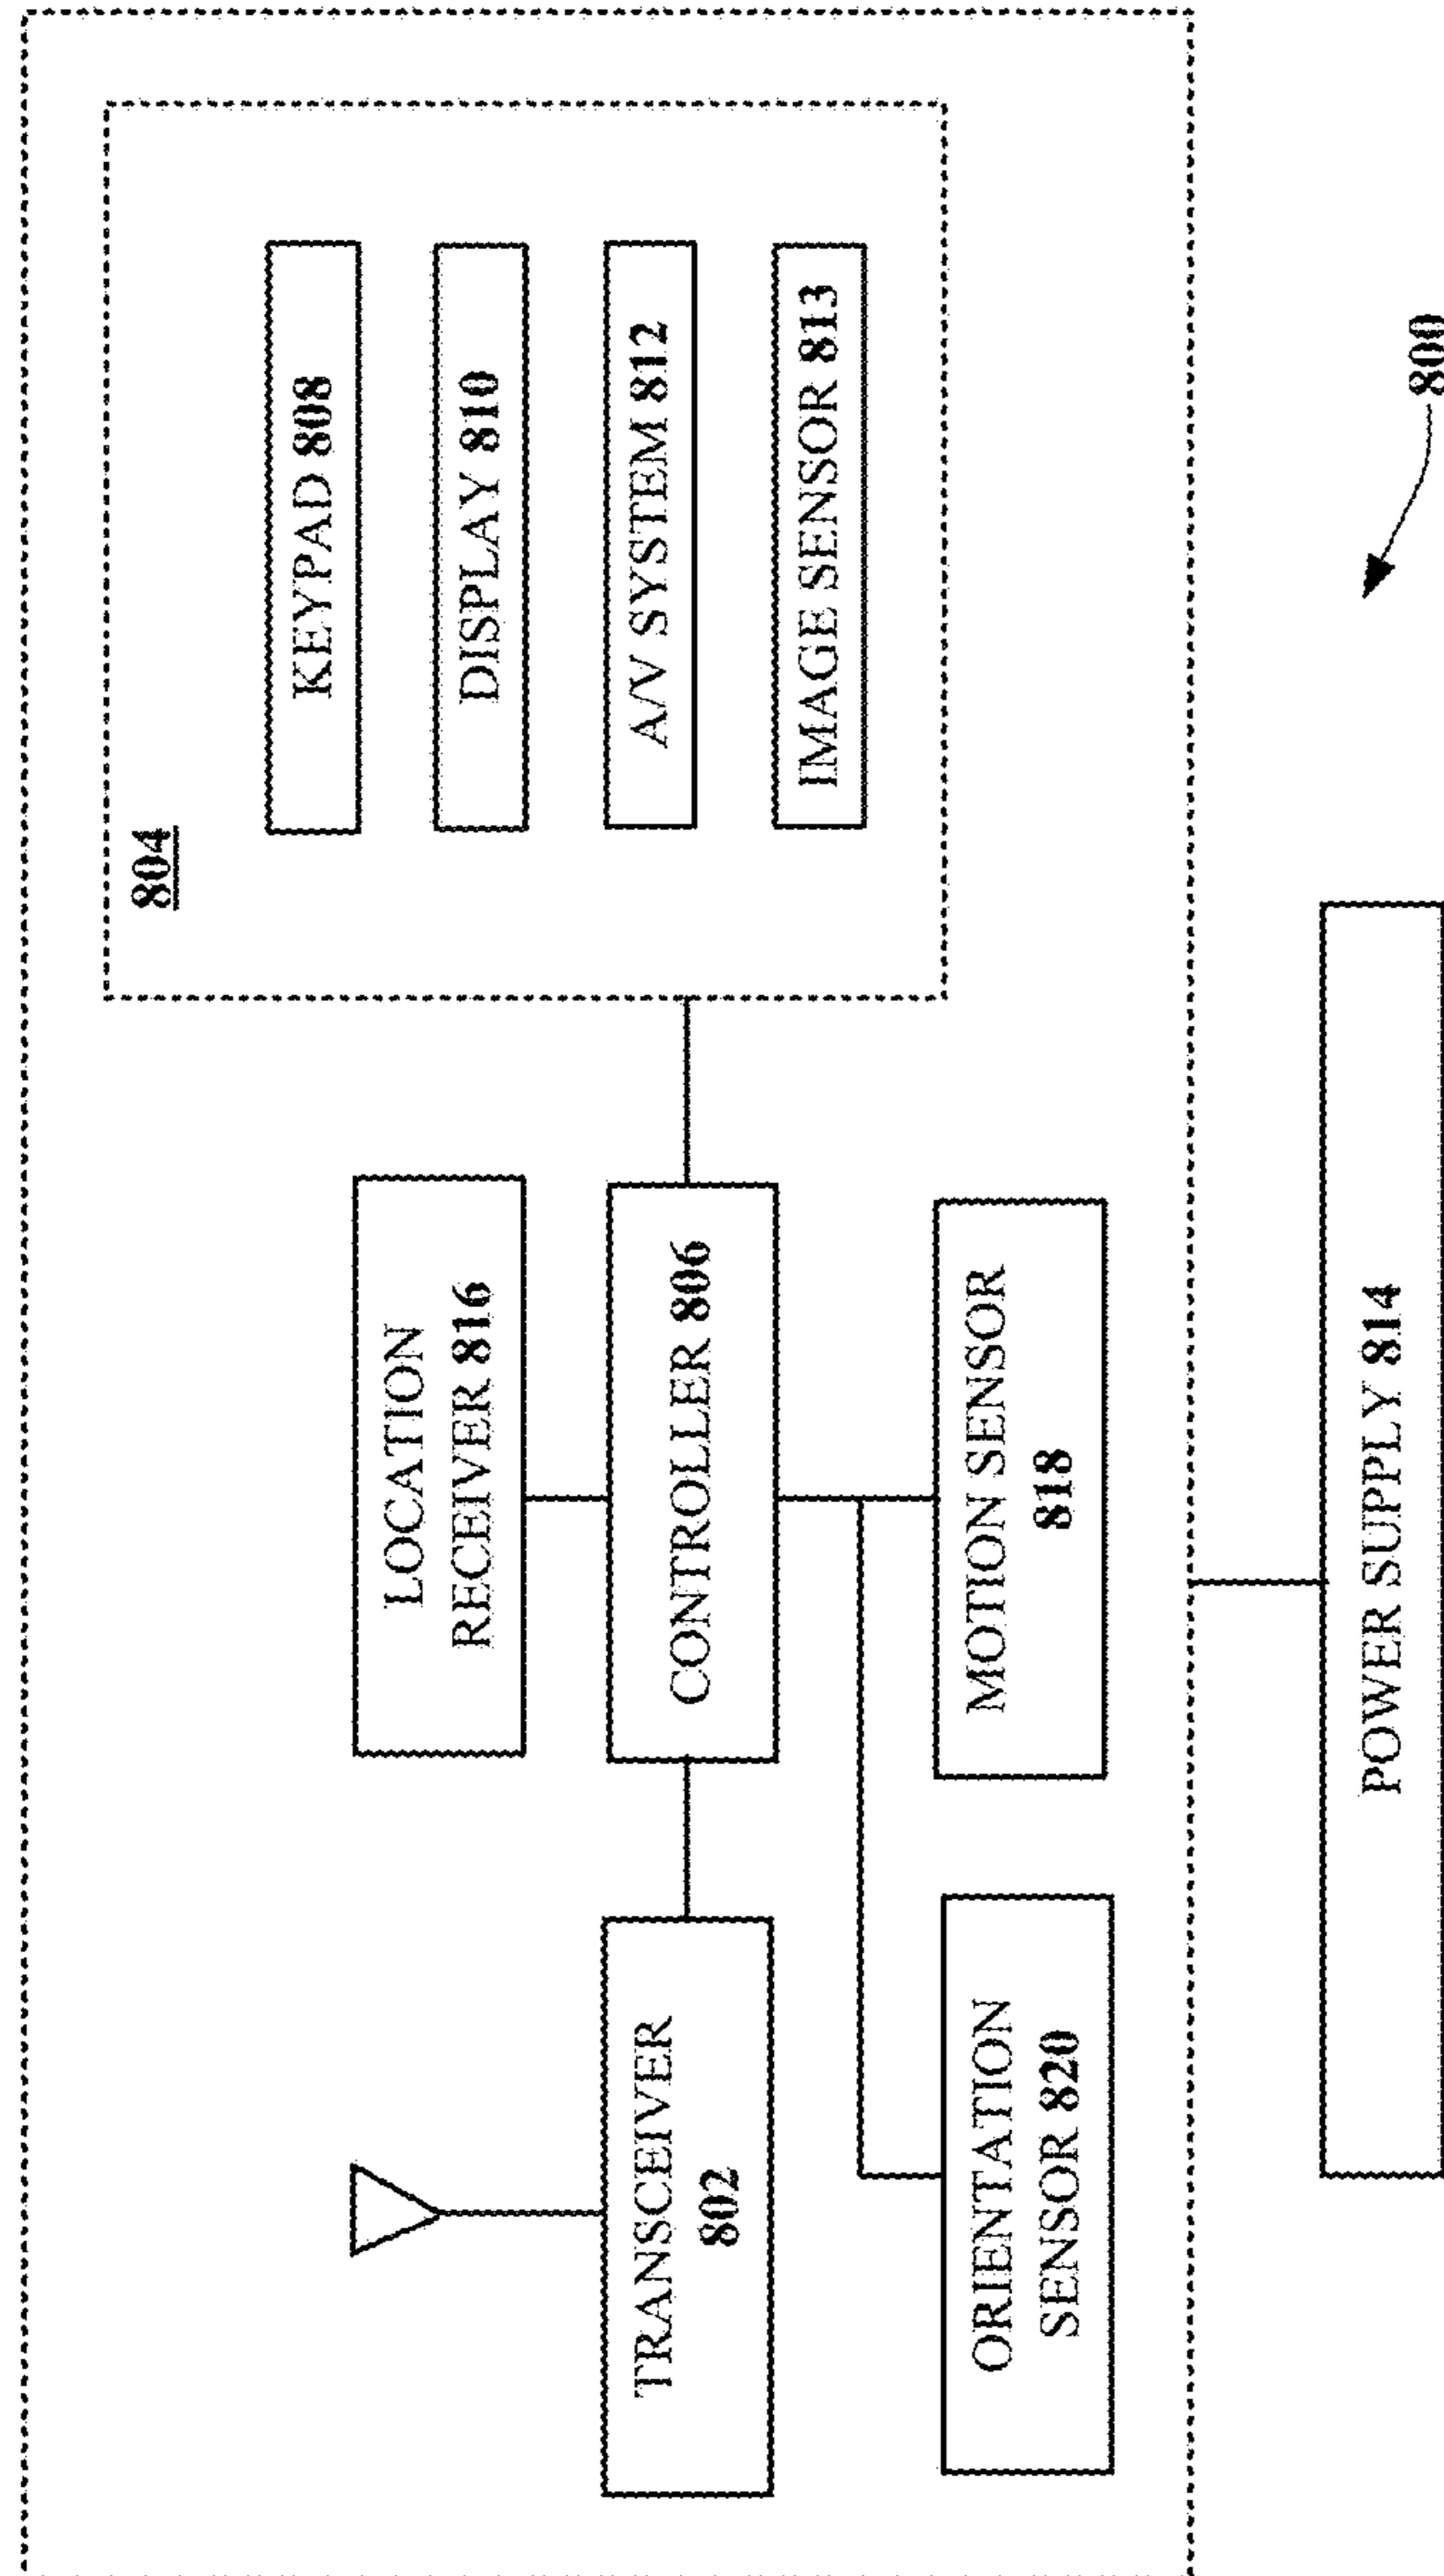 804
KEYPAD 808
DISPLAY 810
A/V SYSTEM 812
IMAGE SENSOR 813
LOCATION
RECEIVER 816
CONTROLLER 806
MOTION SENSOR
818
TRANSCEIVER
802
ORIENTATION
SENSOR 820
POWER SUPPLY 814
800